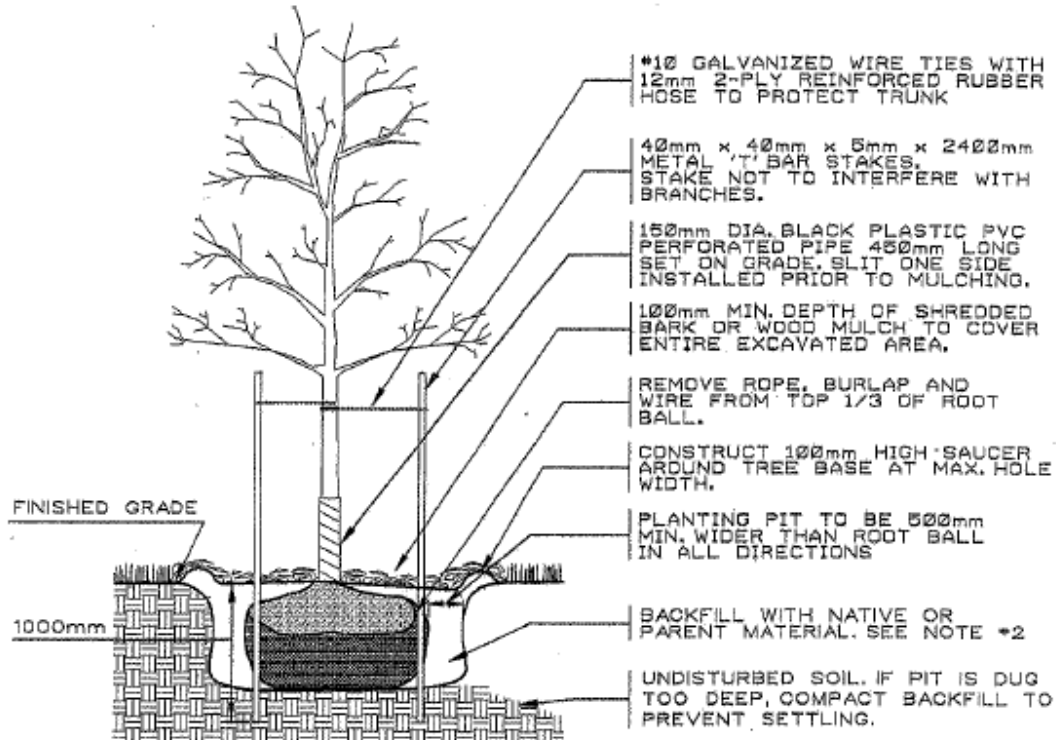 #10 GALVANIZED WIRE TIES WITH
12mm 2-PLY REINFORCED RUBBER
HOSE TO PROTECT TRUNK
40mm x 40mm x 5mm x 2400mm
METAL 'T' BAR STAKES.
STAKE NOT TO INTERFERE WITH
BRANCHES.
150mm DIA. BLACK PLASTIC PVC
PERFORATED PIPE 450mm LONG
SET ON GRADE. SLIT ONE SIDE
INSTALLED PRIOR TO MULCHING.
100mm MIN. DEPTH OF SHREDDED
BARK OR WOOD MULCH TO COVER
ENTIRE EXCAVATED AREA.
REMOVE ROPE, BURLAP AND
WIRE FROM TOP 1/3 OF ROOT
BALL.
CONSTRUCT 100mm HIGH SAUCER
AROUND TREE BASE AT MAX. HOLE
WIDTH.
FINISHED GRADE
PLANTING PIT TO BE 500mm
MIN. WIDER THAN ROOT BALL
IN ALL DIRECTIONS
1000mm
BACKFILL WITH NATIVE OR
PARENT MATERIAL. SEE NOTE #2
UNDISTURBED SOIL. IF PIT IS DUG
TOO DEEP, COMPACT BACKFILL TO
PREVENT SETTLING.